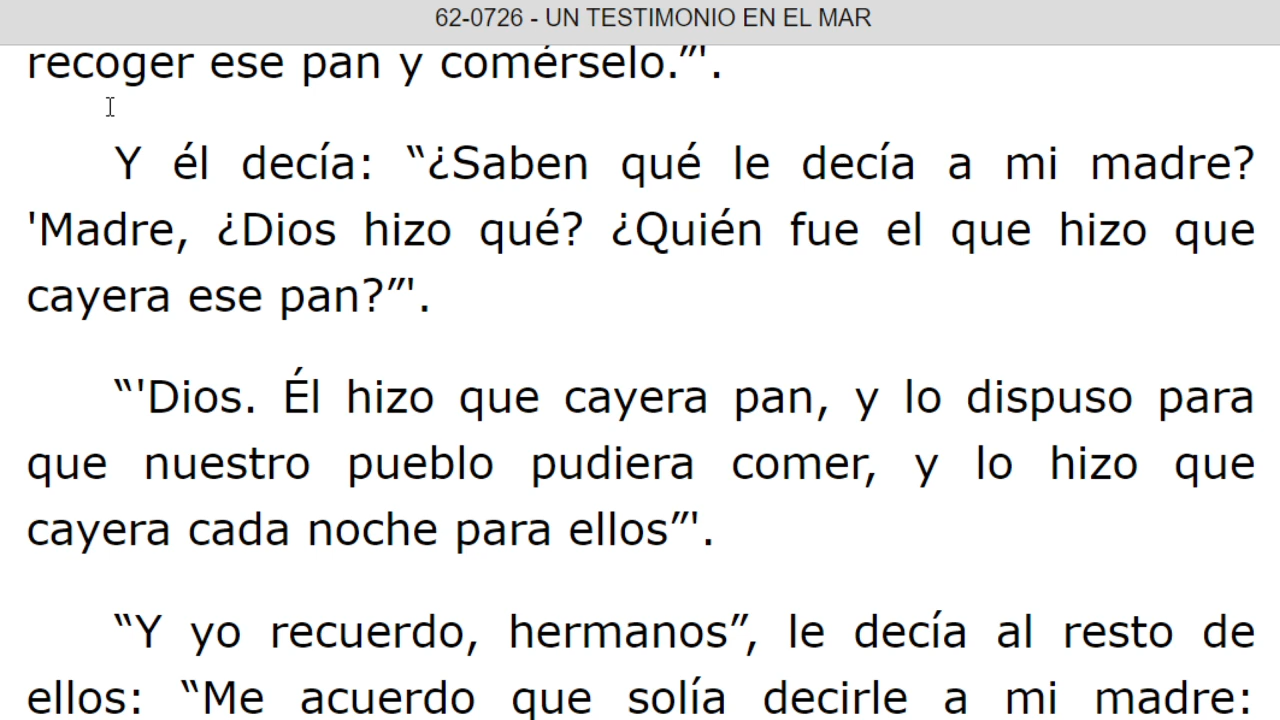 62-0726 - UN TESTIMONIO EN EL MAR
recoger ese pan y comérselo.”'.
Y él decía: “¿Saben qué le decía a mi madre?
'Madre, ¿Dios hizo qué? ¿Quién fue el que hizo que
cayera ese pan?”'.
“'Dios. Él hizo que cayera pan, y lo dispuso para
que nuestro pueblo pudiera comer, y lo hizo que
cayera cada noche para ellos”'.
“Y yo recuerdo, hermanos”, le decía al resto de
ellos: “Me acuerdo que solía decirle a mi madre: